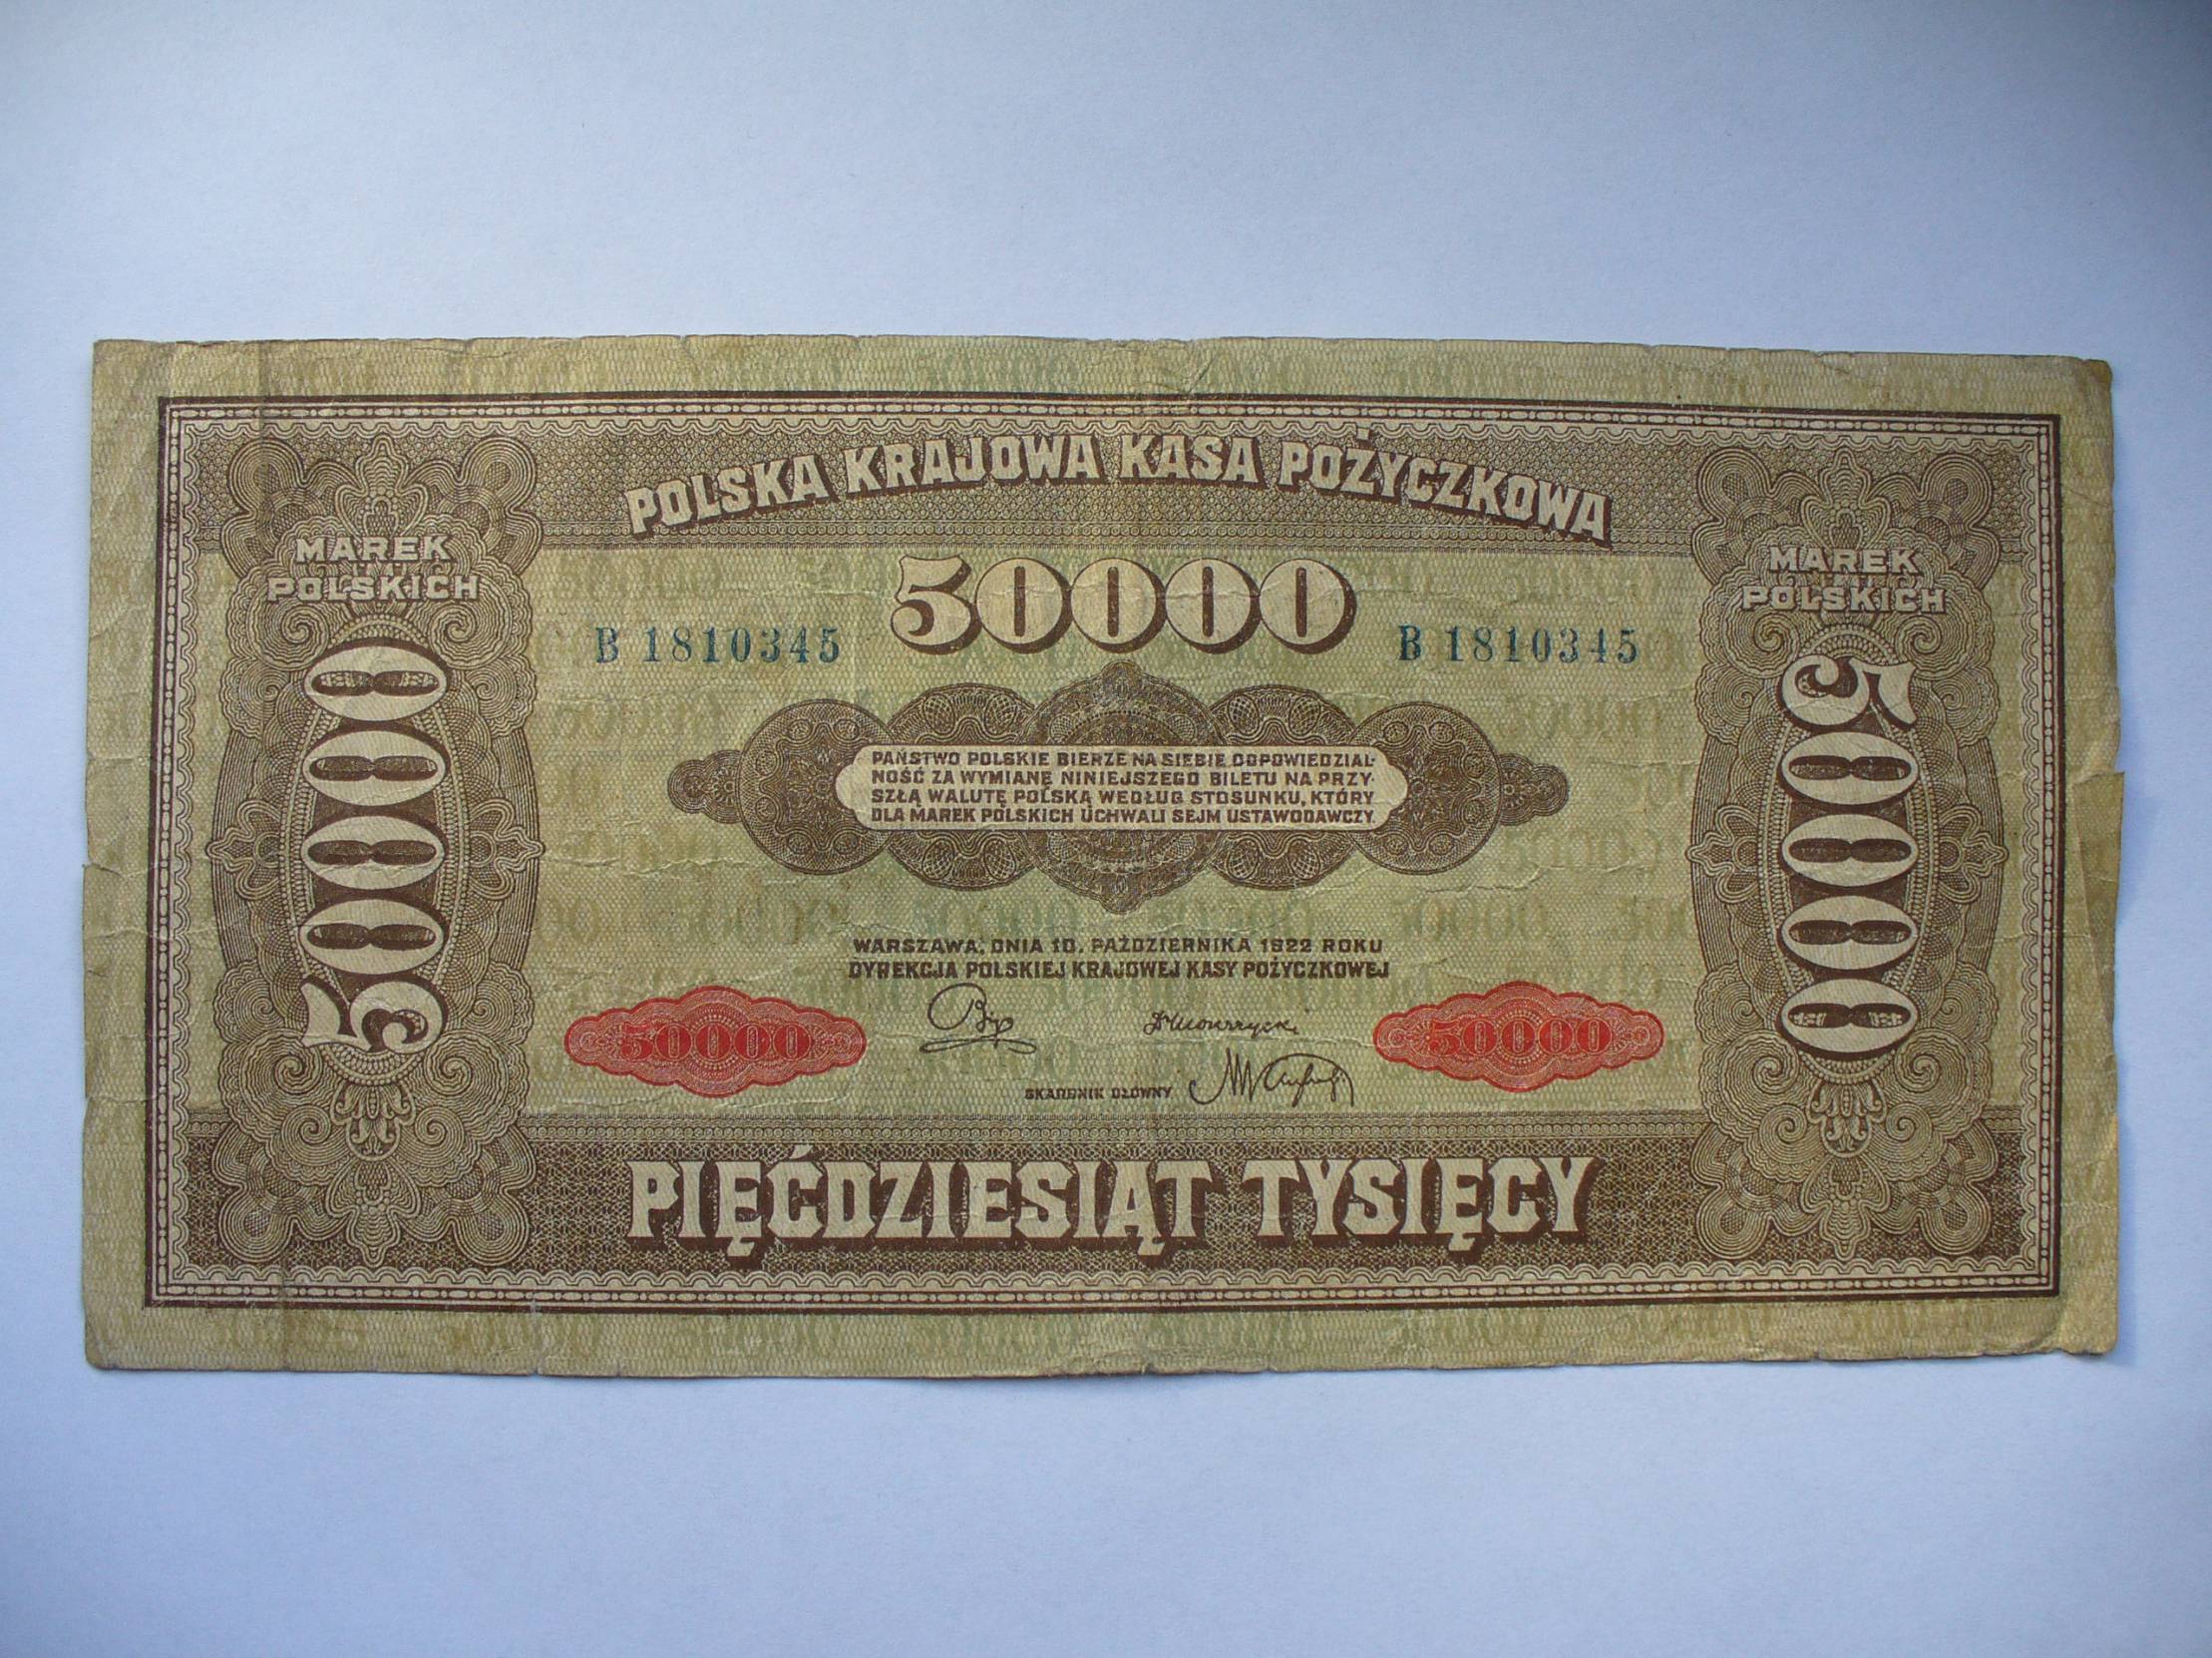 POLSKA KRAJOWA KASA POŻYCZKOWA
MAREK
POLSKICH
50000
50000
B 1810345
B 1810345
MAREK
POLSKICH
50000
PAŃSTWO POLSKIE BIERZE NA SIEBIE ODPOWIEDZIAL-
NOŚĆ ZA WYMIANĘ NINIEJSZEGO BILETU NA PRZY-
SZŁĄ WALUTĘ POLSKĄ WEDŁUG STOSUNKU, KTÓRY
DLA MAREK POLSKICH UCHWALI SEJM USTAWODAWCZY.
WARSZAWA, DNIA 10. PAŹDZIERNIKA 1922 ROKU
DYREKCJA POLSKIEJ KRAJOWEJ KASY POŻYCZKOWEJ
50000
50000
SKARBNIK GŁÓWNY
PIĘĆDZIESIĄT TYSIĘCY